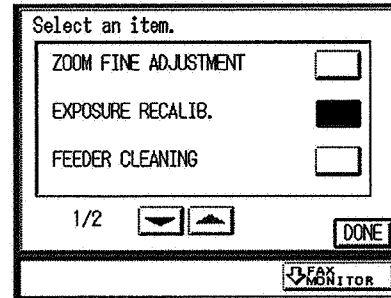 Select an item.
ZOOM FINE ADJUSTMENT
EXPOSURE RECALIB.
FEEDER CLEANING
1/2
DONE
FAX
MONITOR